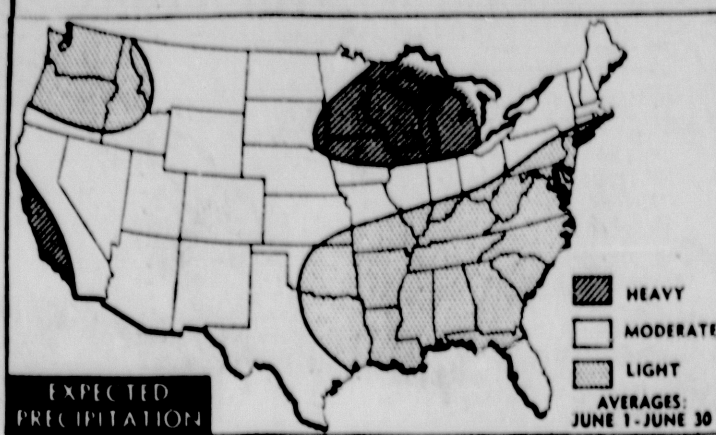 HEAVY
MODERATE
LIGHT
AVERAGES:
JUNE 1 - JUNE 30
EXPECTED
PRECIPITATION